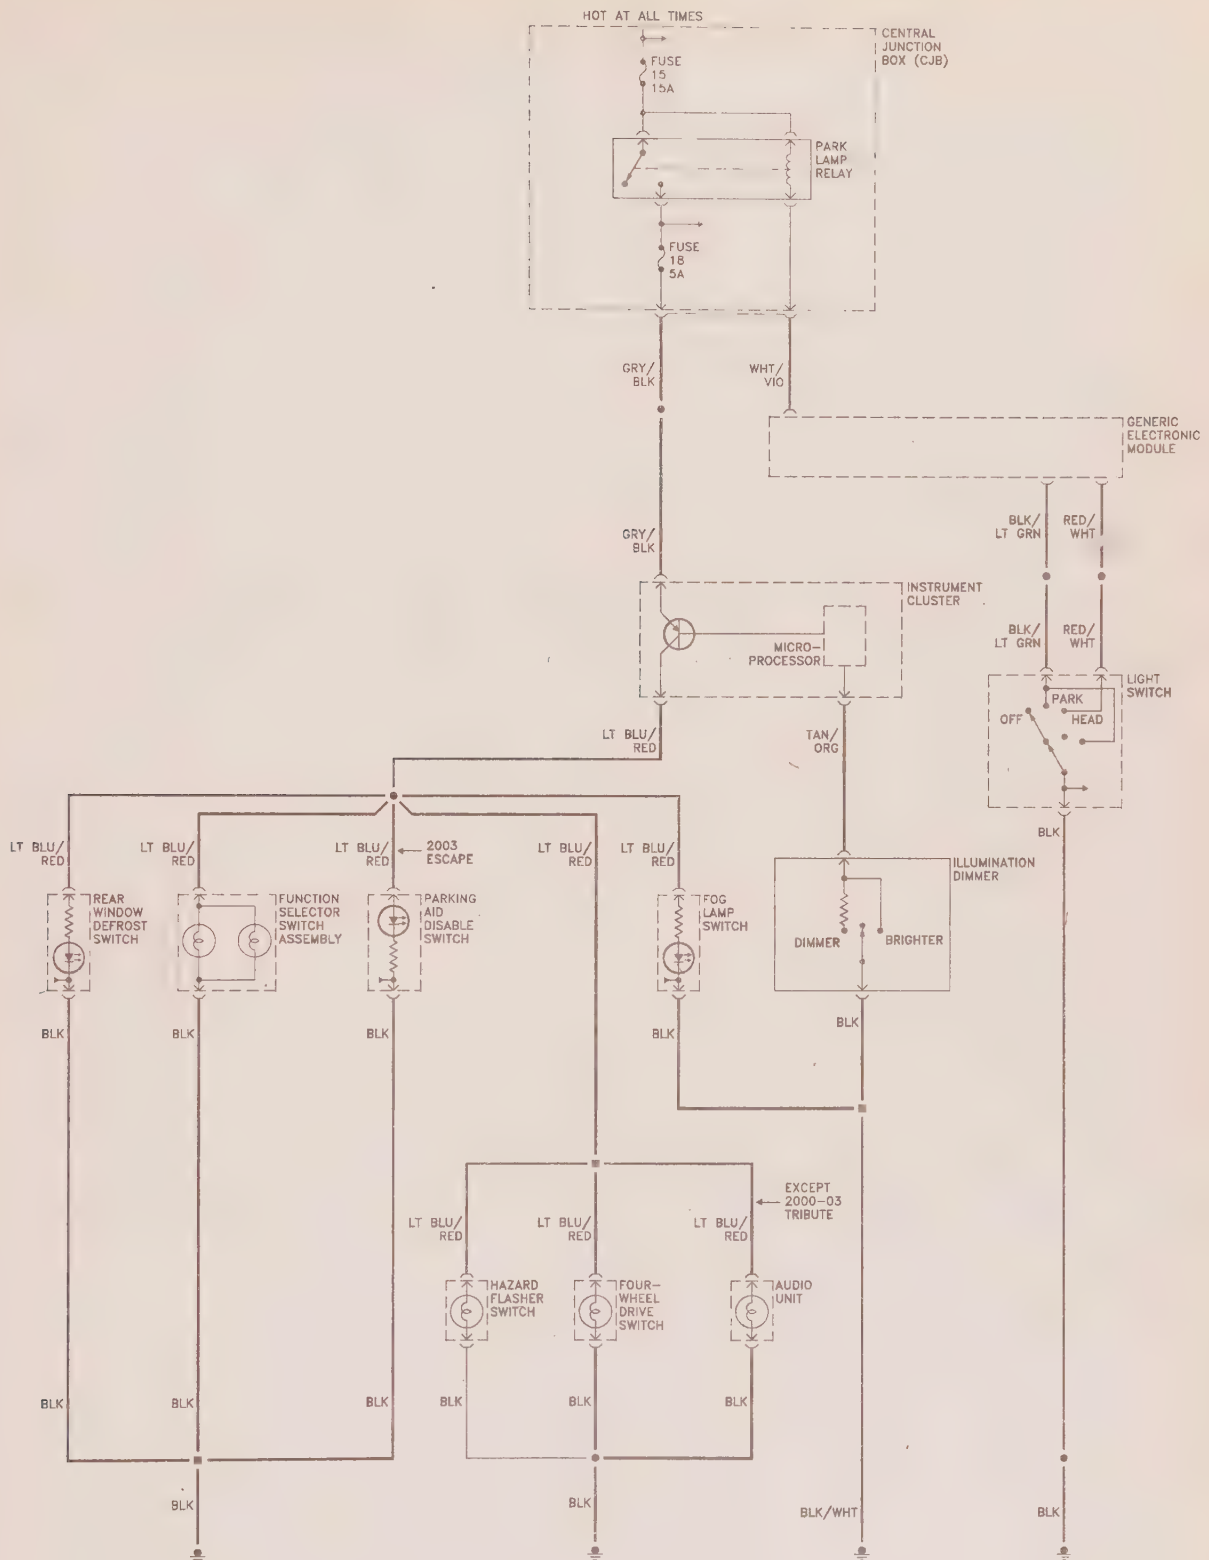 HOT AT ALL TIMES
CENTRAL
JUNCTION
BOX (CJB)
FUSE
15
15A
PARK
LAMP
RELAY
FUSE
18
5A
GRY/
BLK
WHT/
VIO
GENERIC
ELECTRONIC
MODULE
BLK/
LT GRN
RED/
WHT
GRY/
BLK
INSTRUMENT
CLUSTER
MICRO-
PROCESSOR
BLK/
LT GRN
RED/
WHT
LIGHT
SWITCH
PARK
OFF
HEAD
LT BLU/
RED
TAN/
ORG
BLK
LT BLU/
RED
LT BLU/
RED
LT BLU/
RED
2003
ESCAPE
LT BLU/
RED
LT BLU/
RED
ILLUMINATION
DIMMER
REAR
WINDOW
DEFROST
SWITCH
FUNCTION
SELECTOR
SWITCH
ASSEMBLY
PARKING
AID
DISABLE
SWITCH
FOG
LAMP
SWITCH
DIMMER
BRIGHTER
BLK
BLK
BLK
BLK
BLK
EXCEPT
2000-03
TRIBUTE
LT BLU/
RED
LT BLU/
RED
LT BLU/
RED
HAZARD
FLASHER
SWITCH
FOUR-
WHEEL
DRIVE
SWITCH
AUDIO
UNIT
BLK
BLK
BLK
BLK
BLK
BLK
BLK
BLK
BLK/WHT
BLK